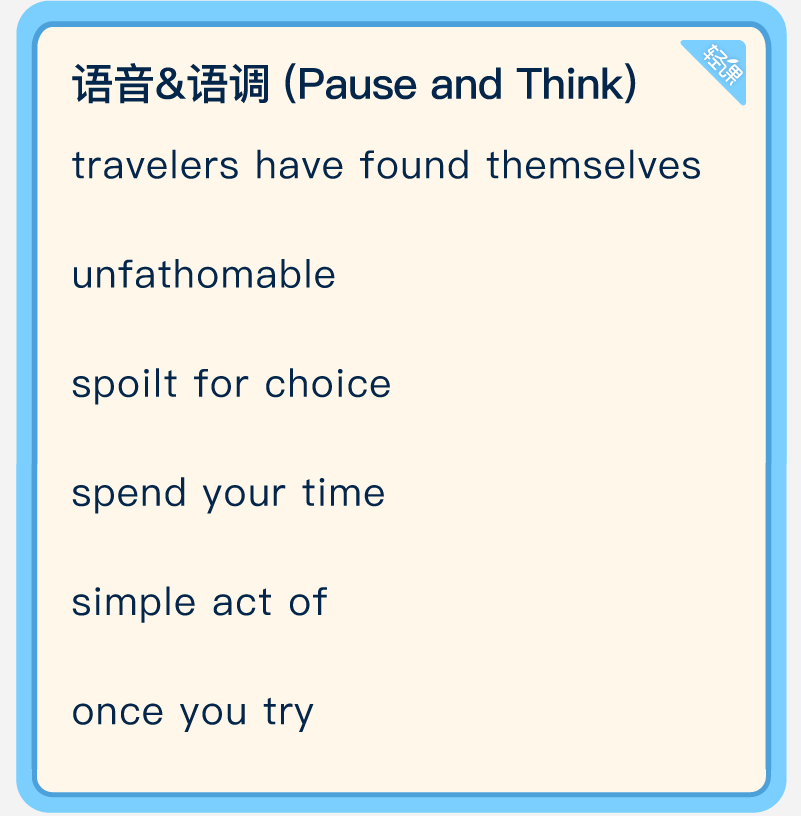 语音&语调 (Pause and Think)
轻课
travelers have found themselves
unfathomable
spoilt for choice
spend your time
simple act of
once you try